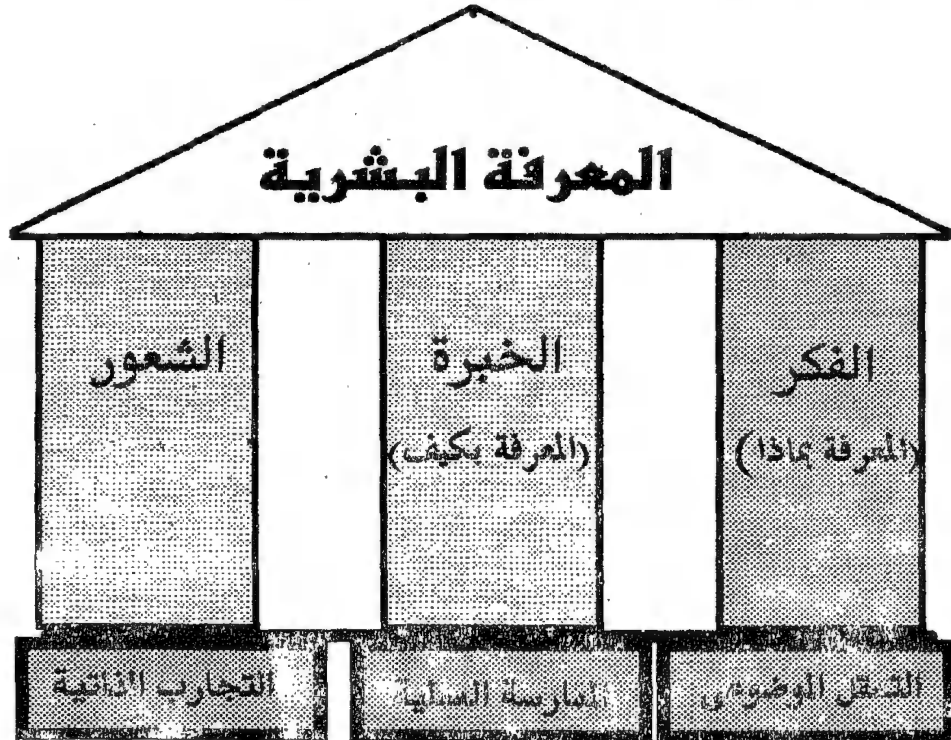 المعرفة البشرية
الفكر
(المعرفة بماذا)
الخبرة
(المعرفة بكيف)
الشعور
التعقل الموضوعي
الممارسة العملية
التجارب الذاتية